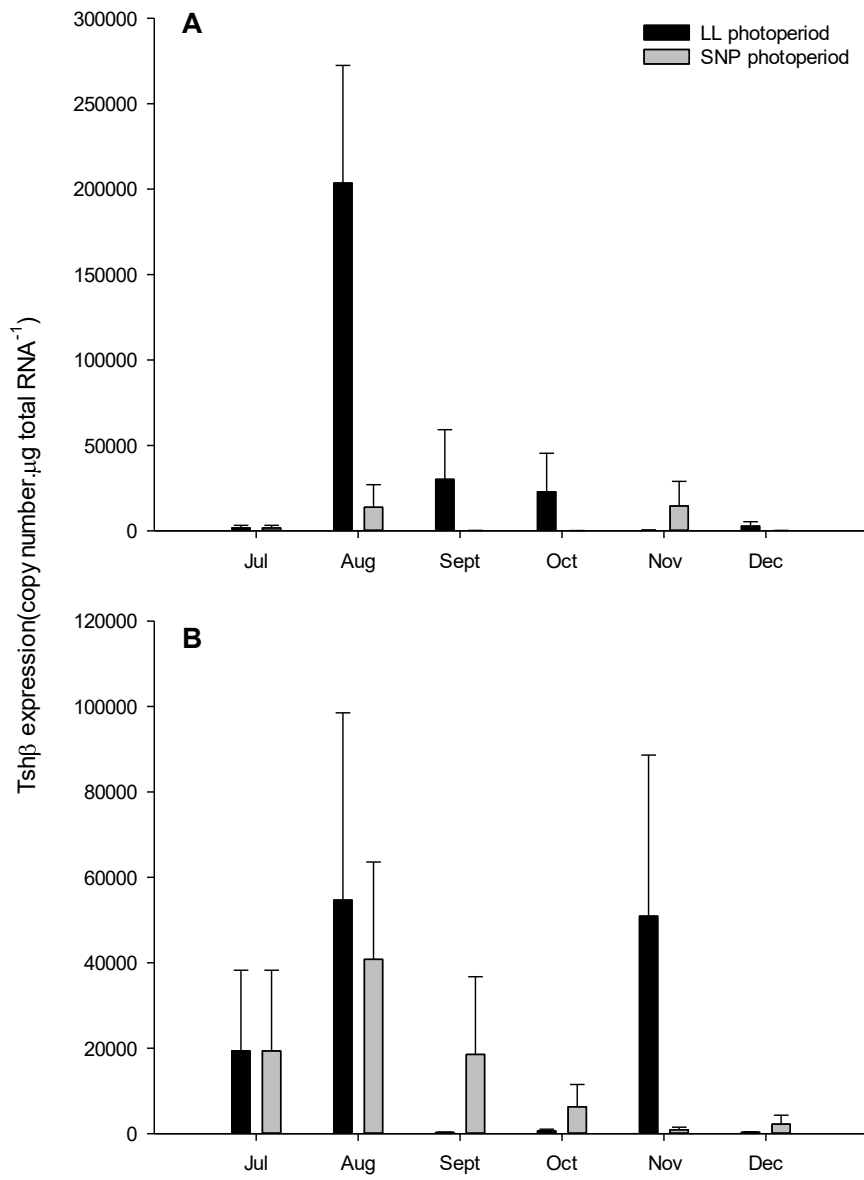 A
LL photoperiod
SNP photoperiod
300000
250000
200000
150000
100000
50000
0
Jul Aug Sept Oct Nov Dec
Tshβ expression(copy number.µg total RNA⁻¹)
B
120000
100000
80000
60000
40000
20000
0
Jul Aug Sept Oct Nov Dec